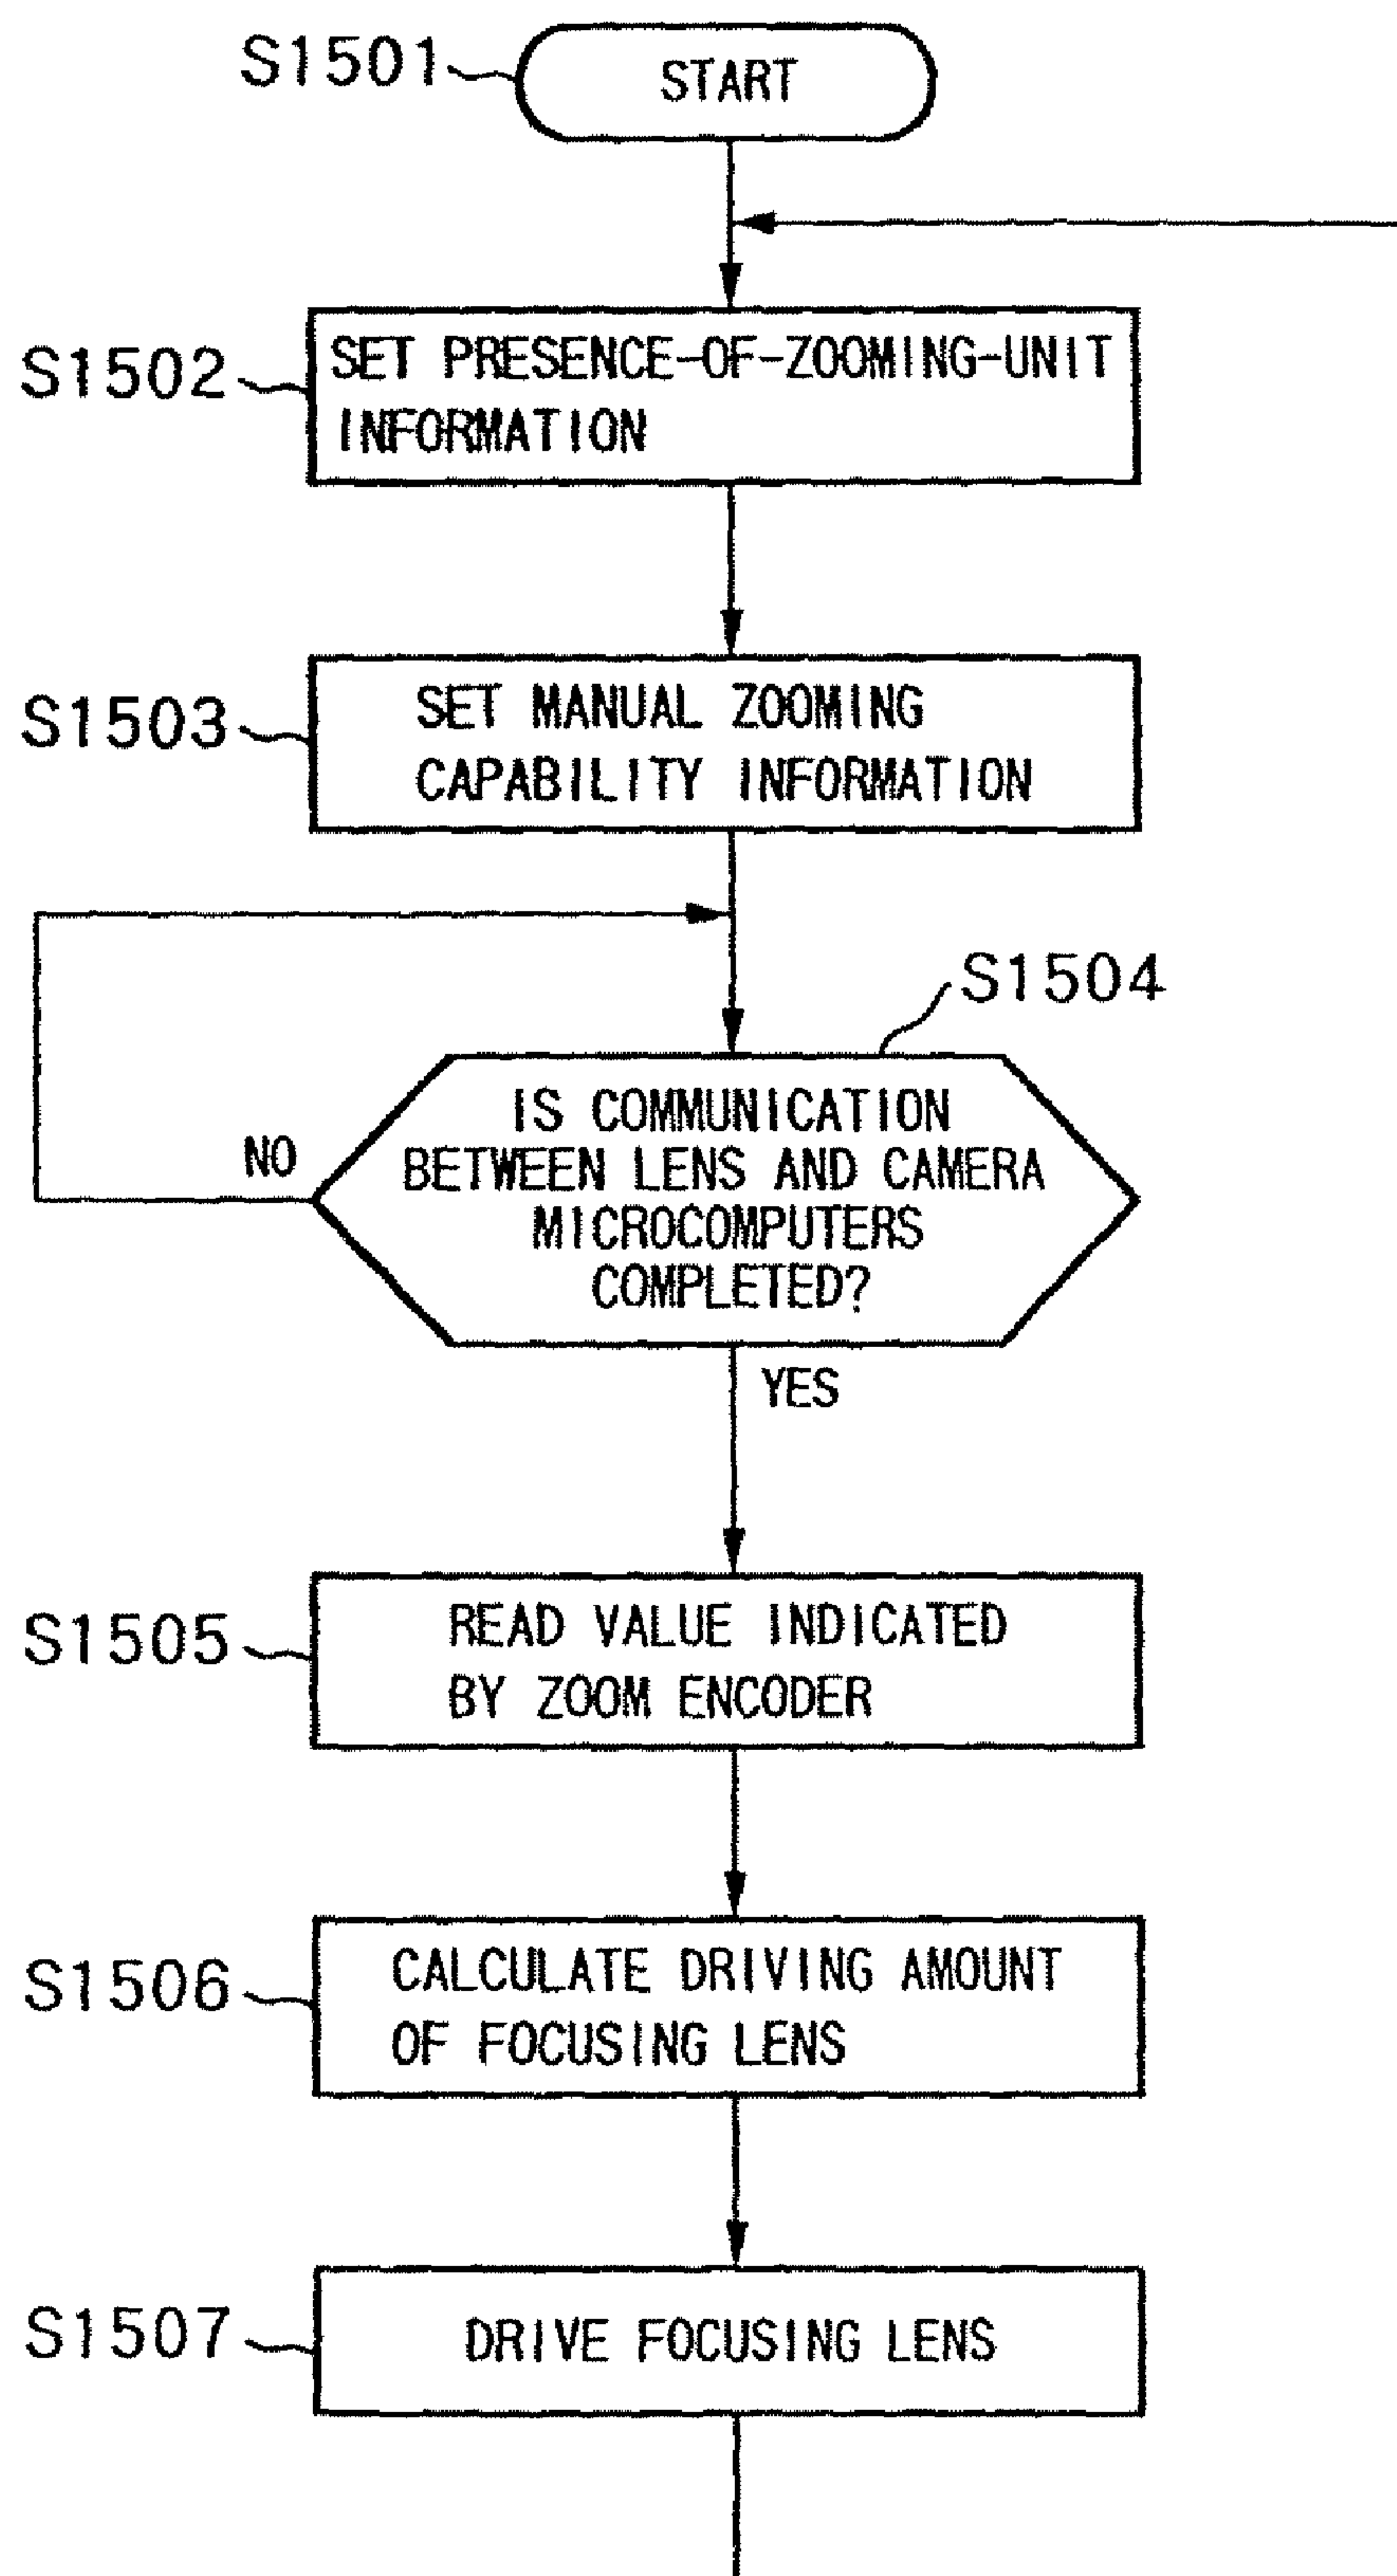 S1501
START
S1502
SET PRESENCE-OF-ZOOMING-UNIT
INFORMATION
S1503
SET MANUAL ZOOMING
CAPABILITY INFORMATION
S1504
IS COMMUNICATION
BETWEEN LENS AND CAMERA
MICROCOMPUTERS
COMPLETED?
NO
YES
S1505
READ VALUE INDICATED
BY ZOOM ENCODER
S1506
CALCULATE DRIVING AMOUNT
OF FOCUSING LENS
S1507
DRIVE FOCUSING LENS